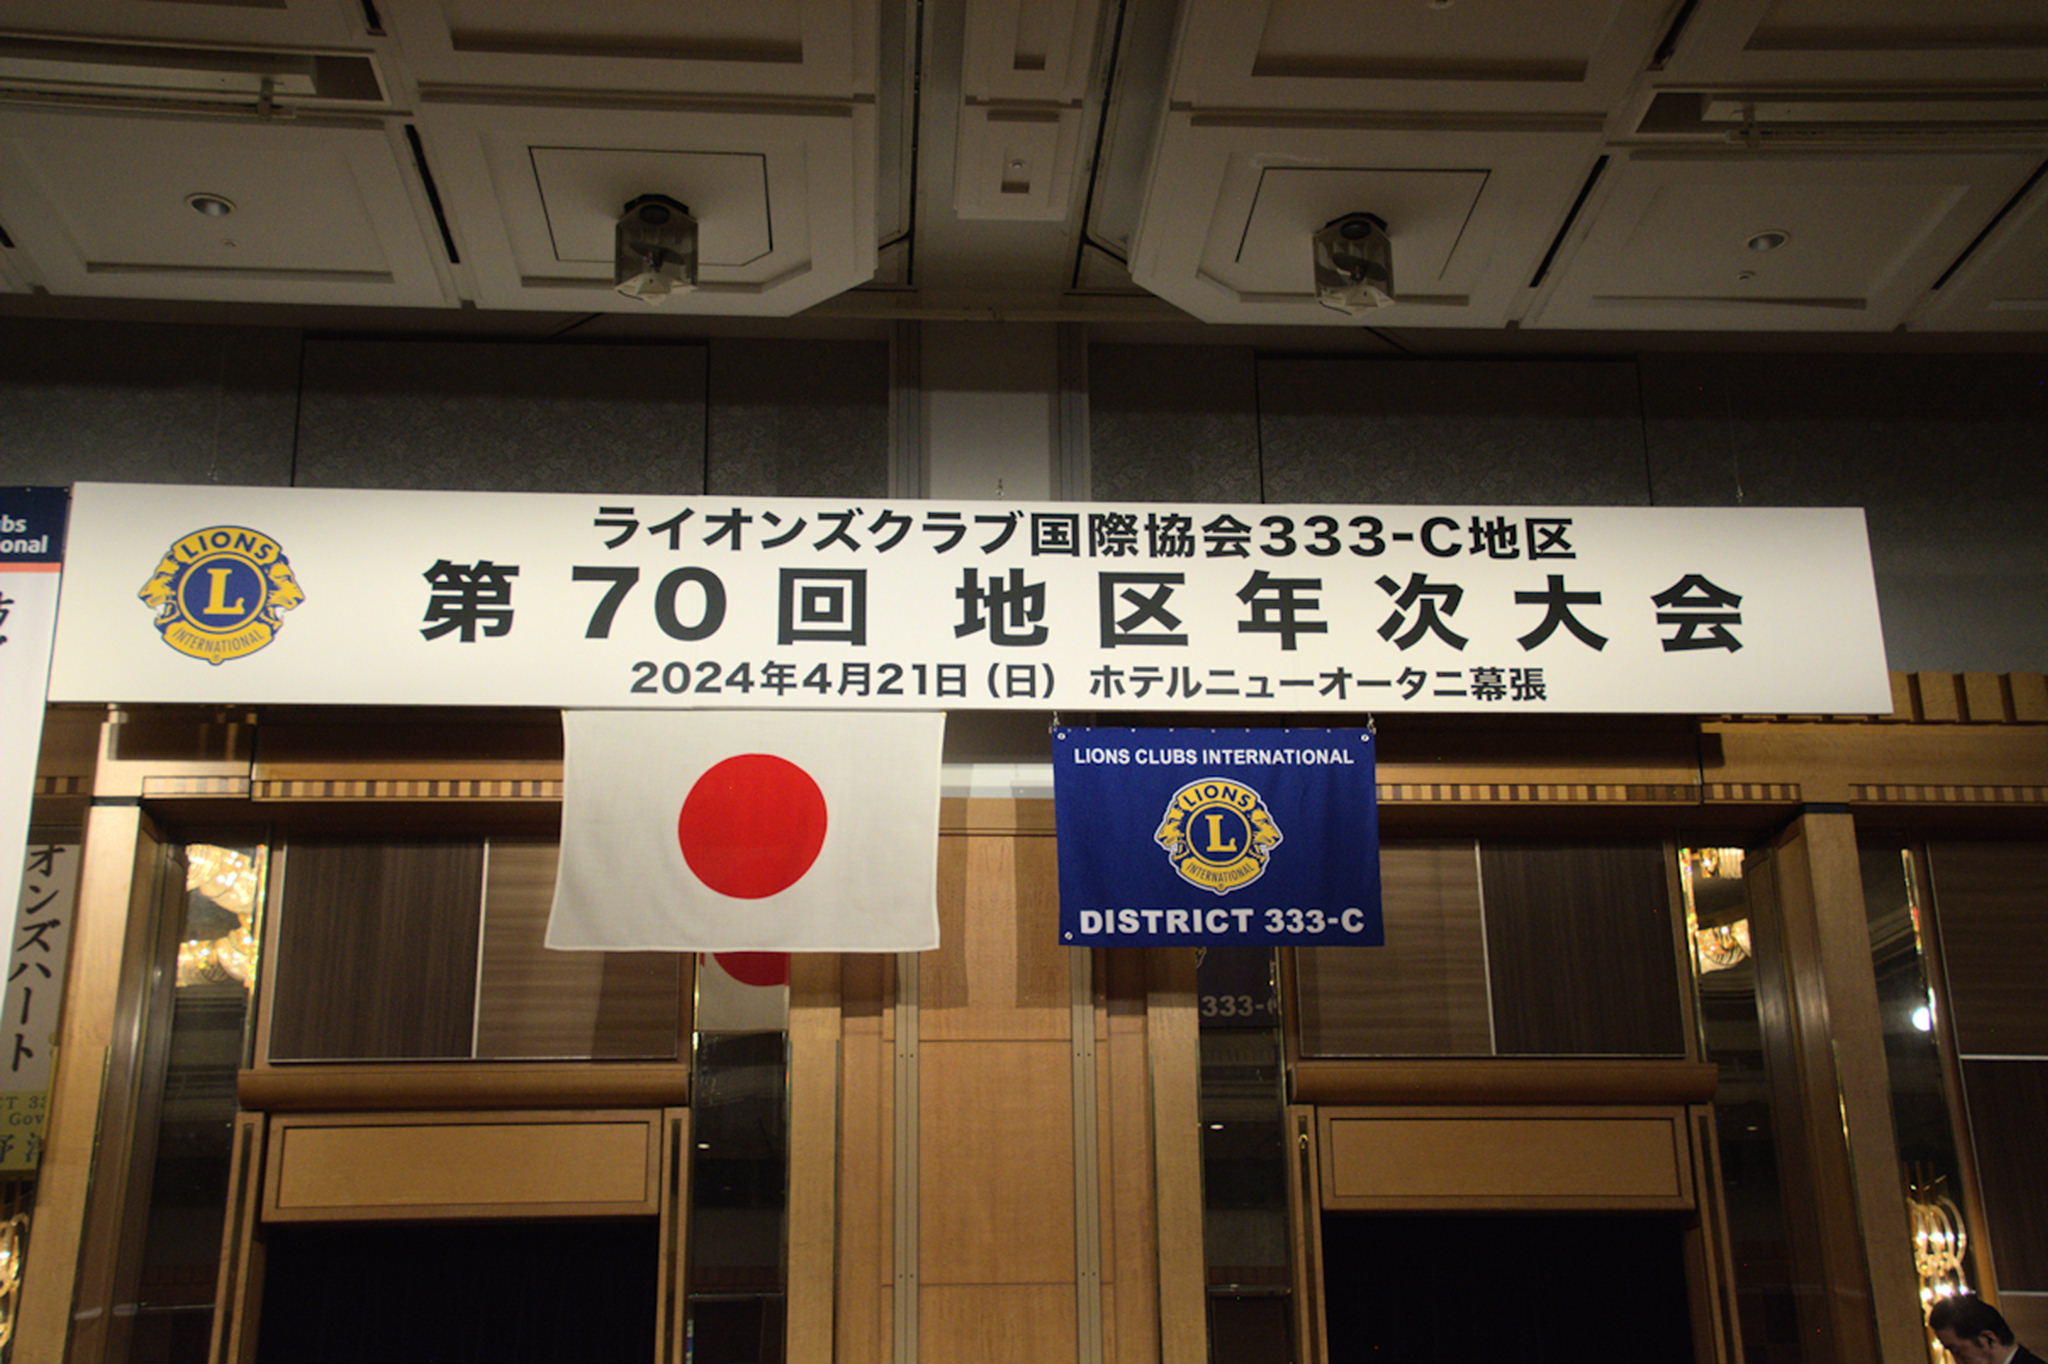 LIONS
L
INTERNATIONAL
ライオンズクラブ国際協会333-C地区
第70回 地区年次大会
2024年4月21日（日） ホテルニューオータニ幕張
LIONS CLUBS INTERNATIONAL
LIONS
L
INTERNATIONAL
DISTRICT 333-C
オンズハート
333-